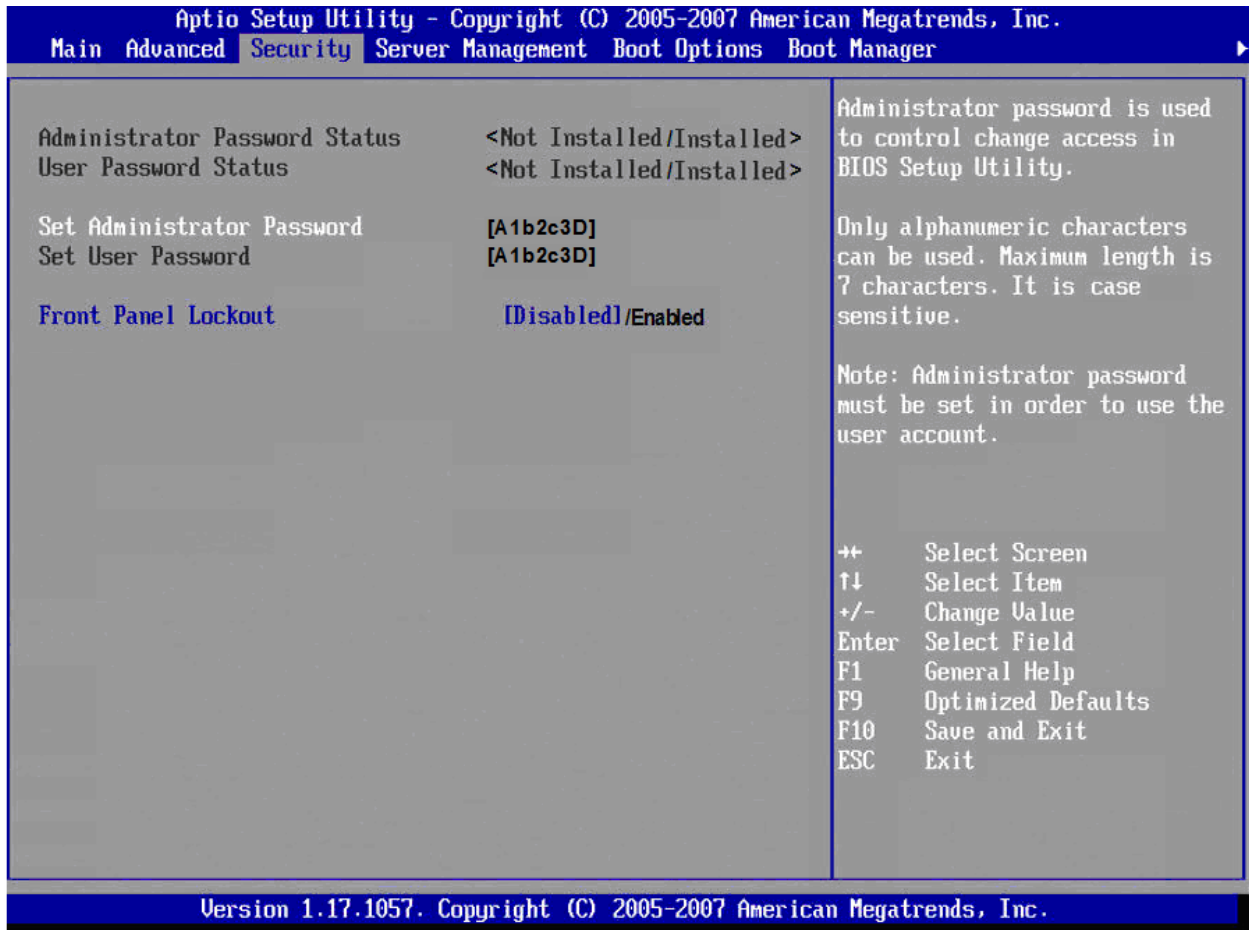 Aptio Setup Utility - Copyright (C) 2005-2007 American Megatrends, Inc.
Main Advanced Security Server Management Boot Options Boot Manager
Administrator Password Status <Not Installed/Installed>
User Password Status <Not Installed/Installed>
Set Administrator Password [A1b2c3D]
Set User Password [A1b2c3D]
Front Panel Lockout [Disabled]/Enabled
Administrator password is used
to control change access in
BIOS Setup Utility.
Only alphanumeric characters
can be used. Maximum length is
7 characters. It is case
sensitive.
Note: Administrator password
must be set in order to use the
user account.
→← Select Screen
↑↓ Select Item
+/- Change Value
Enter Select Field
F1 General Help
F9 Optimized Defaults
F10 Save and Exit
ESC Exit
Version 1.17.1057. Copyright (C) 2005-2007 American Megatrends, Inc.